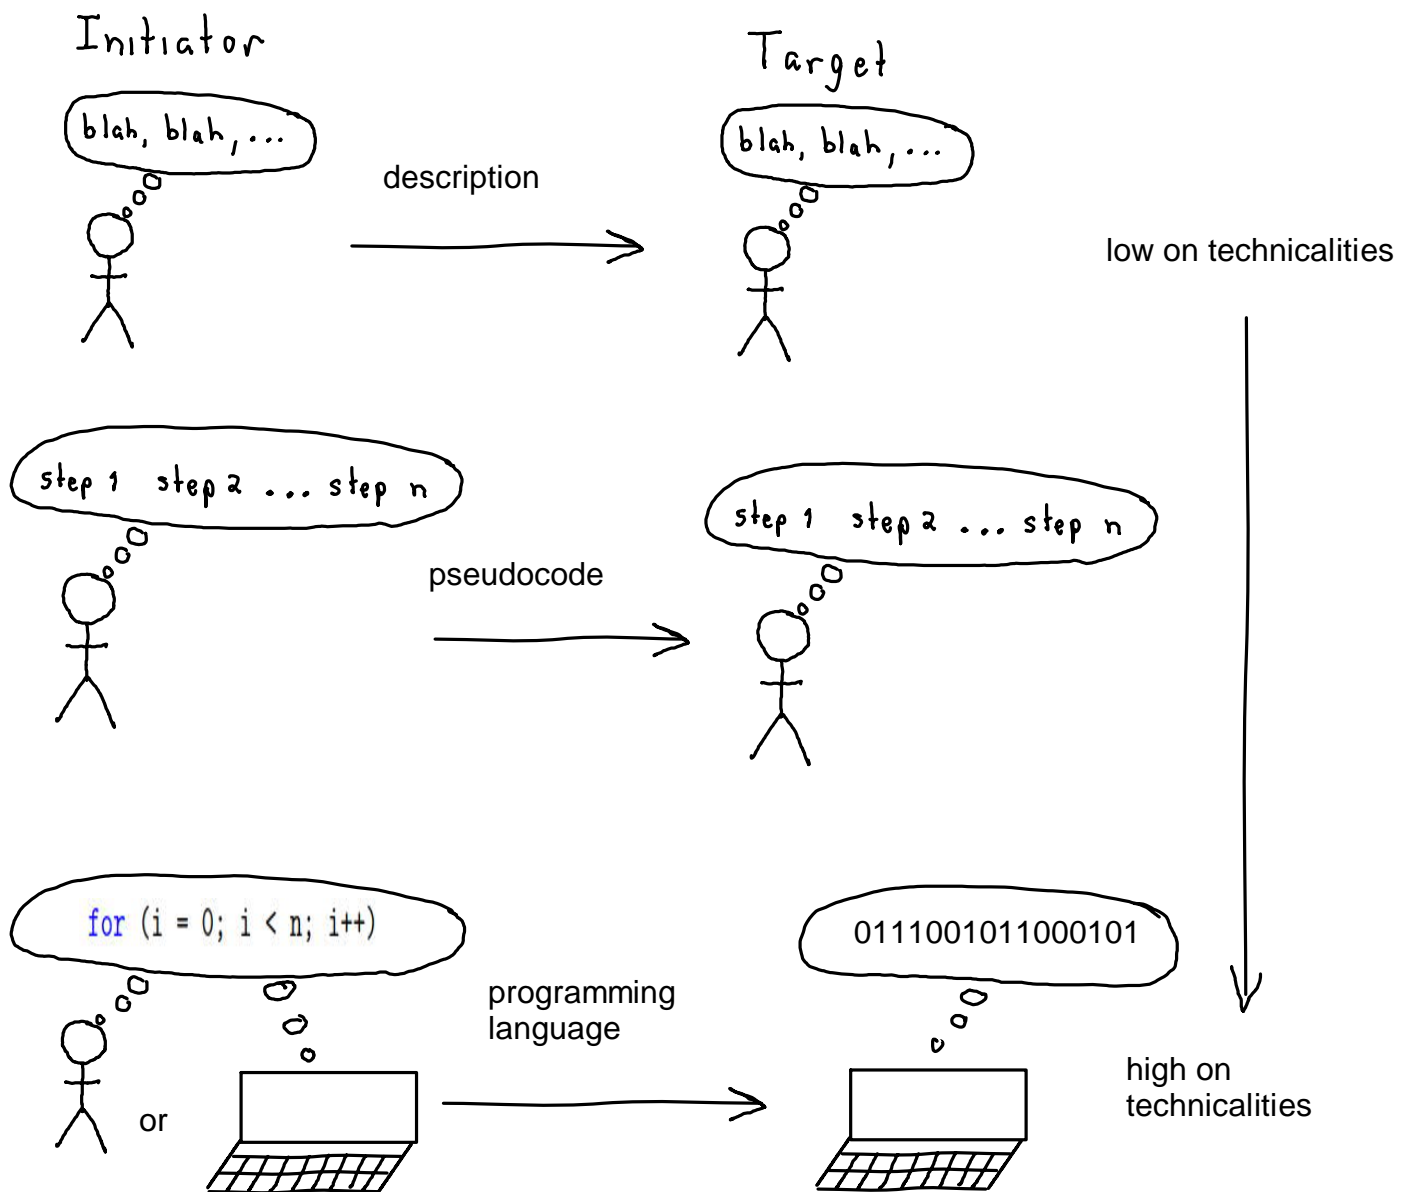 Initiator
Target
blah, blah, ...
blah, blah, ...
description
low on technicalities
step 1 step 2 ... step n
step 1 step 2 ... step n
pseudocode
for (i = 0; i < n; i++)
0111001011000101
programming
language
high on
technicalities
or